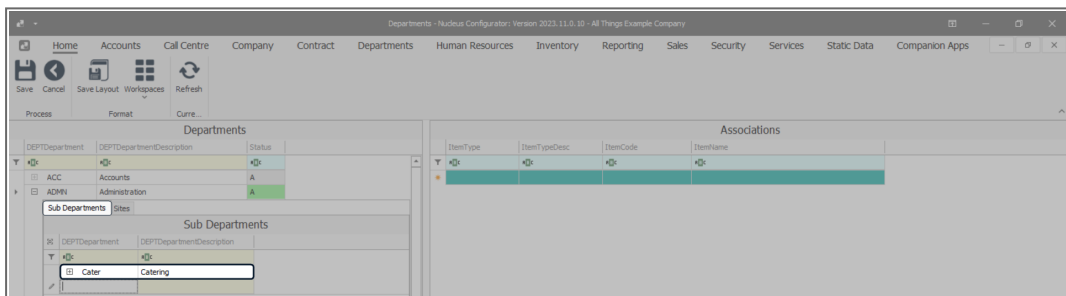 Departments - Nucleus Configurator: Version 2023.11.0.10 - All Things Example Company
Home Accounts Call Centre Company Contract Departments Human Resources Inventory Reporting Sales Security Services Static Data Companion Apps
Save Cancel Save Layout Workspaces Refresh
Process Format Curre...
Departments Associations
DEPTDepartment DEPTDepartmentDescription Status ItemType ItemTypeDesc ItemCode ItemName
ACC Accounts A
ADMN Administration A
Sub Departments Sites
Sub Departments
DEPTDepartment DEPTDepartmentDescription
Cater Catering